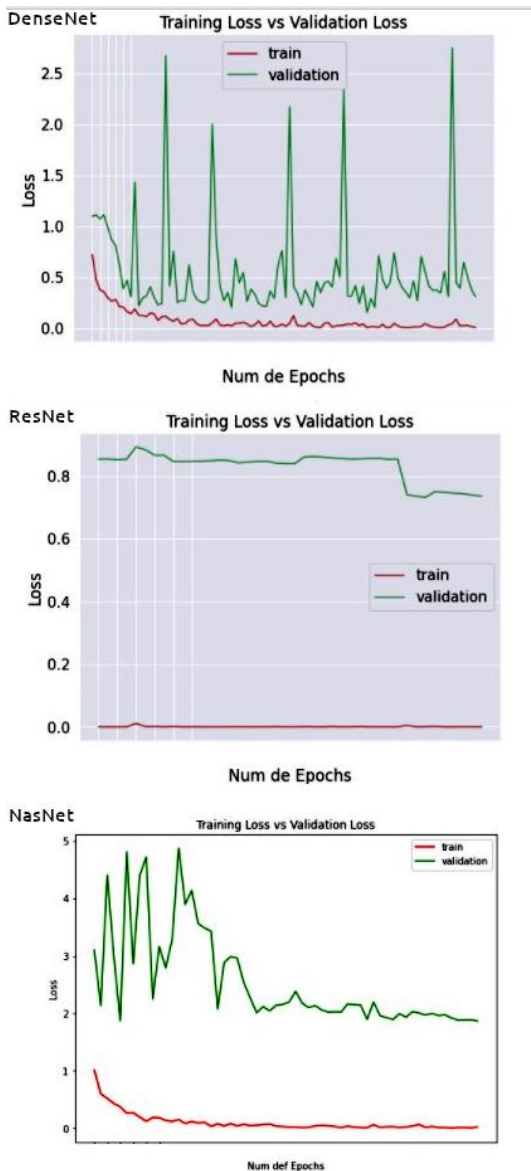 DenseNet
Training Loss vs Validation Loss
train
validation
2.5
2.0
1.5
1.0
0.5
0.0
Loss
Num de Epochs
ResNet
Training Loss vs Validation Loss
0.8
0.6
0.4
0.2
0.0
Loss
train
validation
Num de Epochs
NasNet
Training Loss vs Validation Loss
train
validation
5
4
3
2
1
0
Loss
Num def Epochs